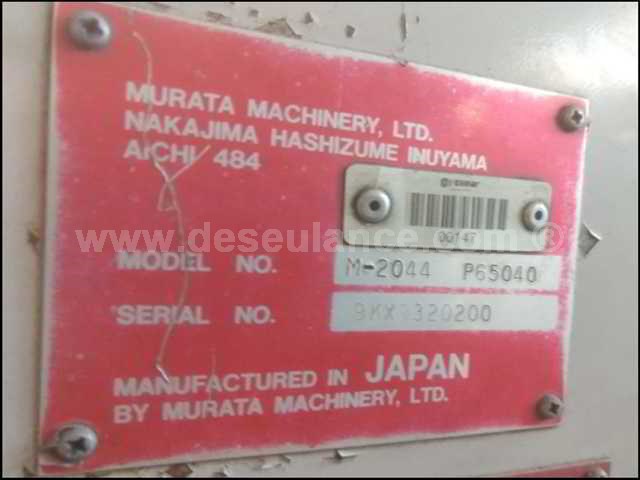 MURATA MACHINERY, LTD.
NAKAJIMA HASHIZUME INUYAMA
AICHI 484
00147
www.deseulance.com ©
MODEL NO. M-2044 P65040
SERIAL NO.
MANUFACTURED IN JAPAN
BY MURATA MACHINERY, LTD.